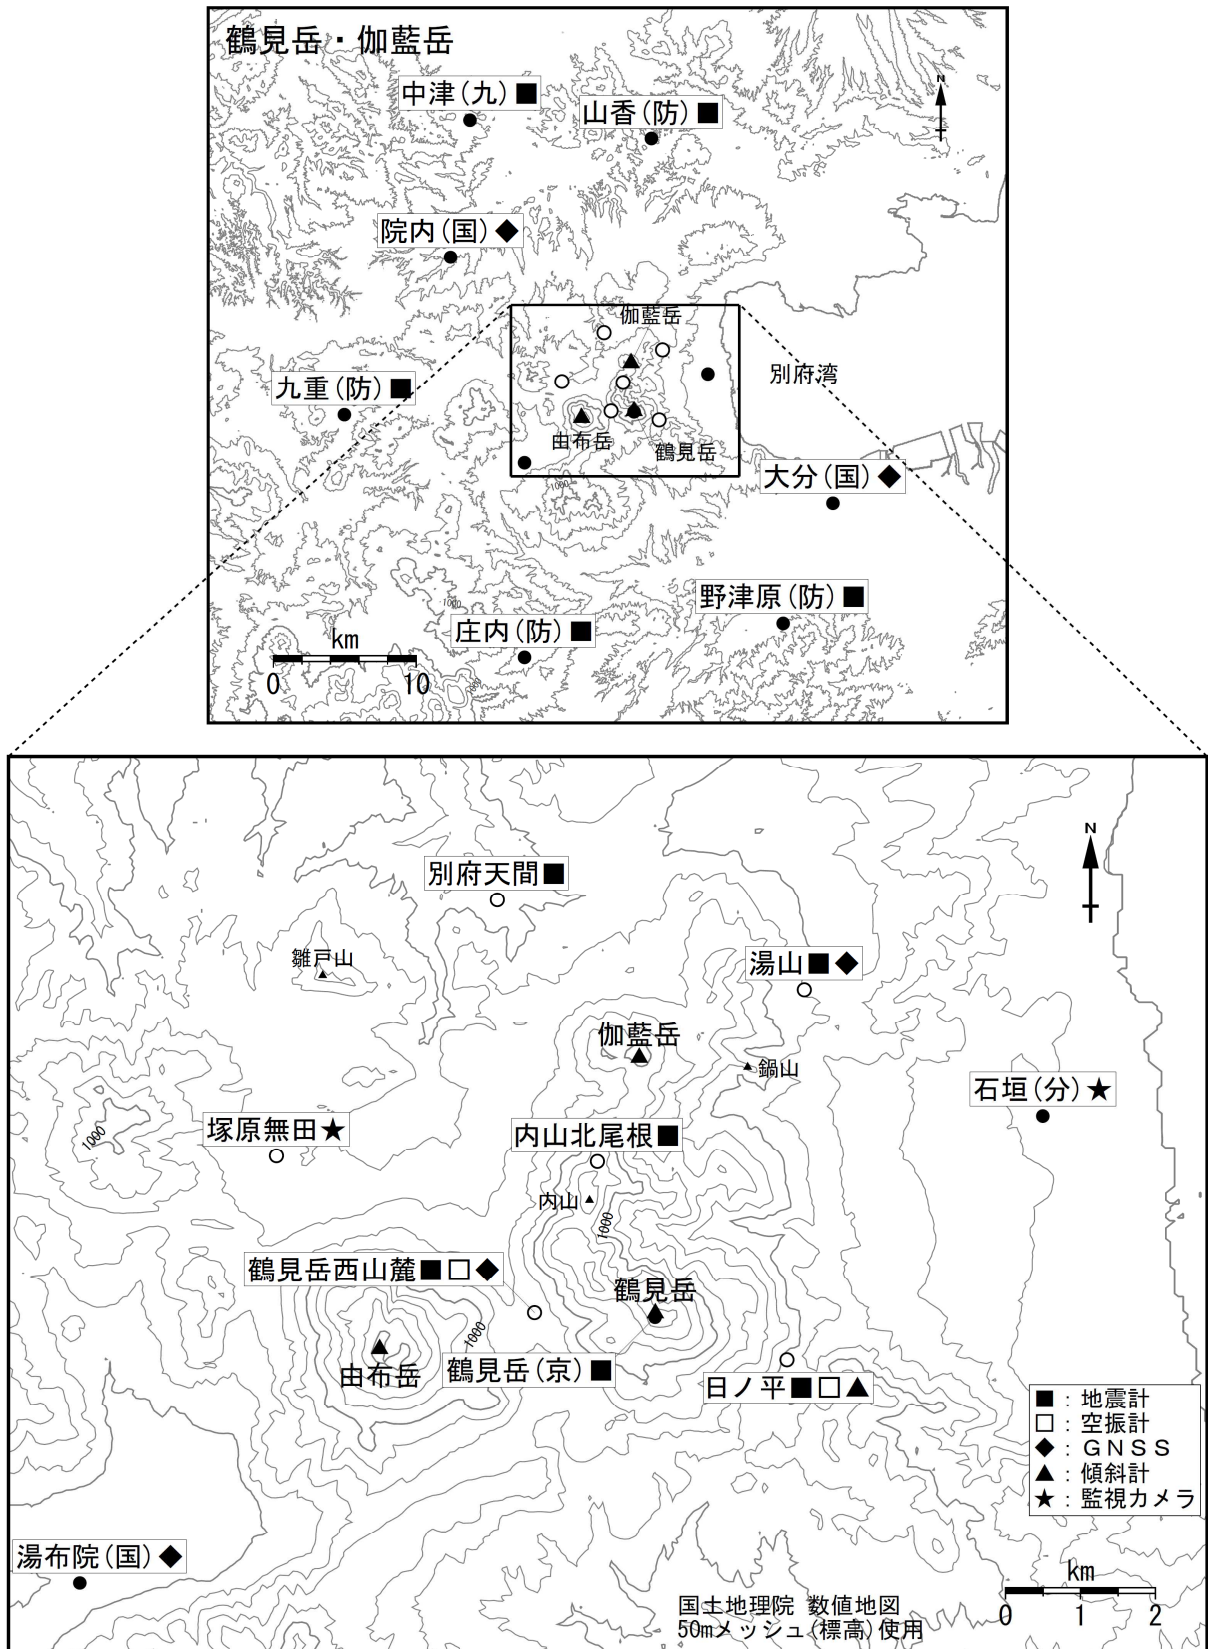 鶴見岳・伽藍岳
中津(九)■
山香(防)■
N
院内(国)◆
伽藍岳
別府湾
九重(防)■
由布岳
鶴見岳
大分(国)◆
1000
野津原(防)■
1000
庄内(防)■
km
0 10
1000
N
別府天間■
雛戸山
湯山■◆
伽藍岳
鍋山
石垣(分)★
塚原無田★
内山北尾根■
1000
内山
1000
鶴見岳西山麓■□◆
鶴見岳
1000
由布岳
鶴見岳(京)■
日ノ平■□▲
■：地震計
□：空振計
◆：ＧＮＳＳ
▲：傾斜計
★：監視カメラ
湯布院(国)◆
km
0 1 2
国土地理院 数値地図
50mメッシュ(標高)使用